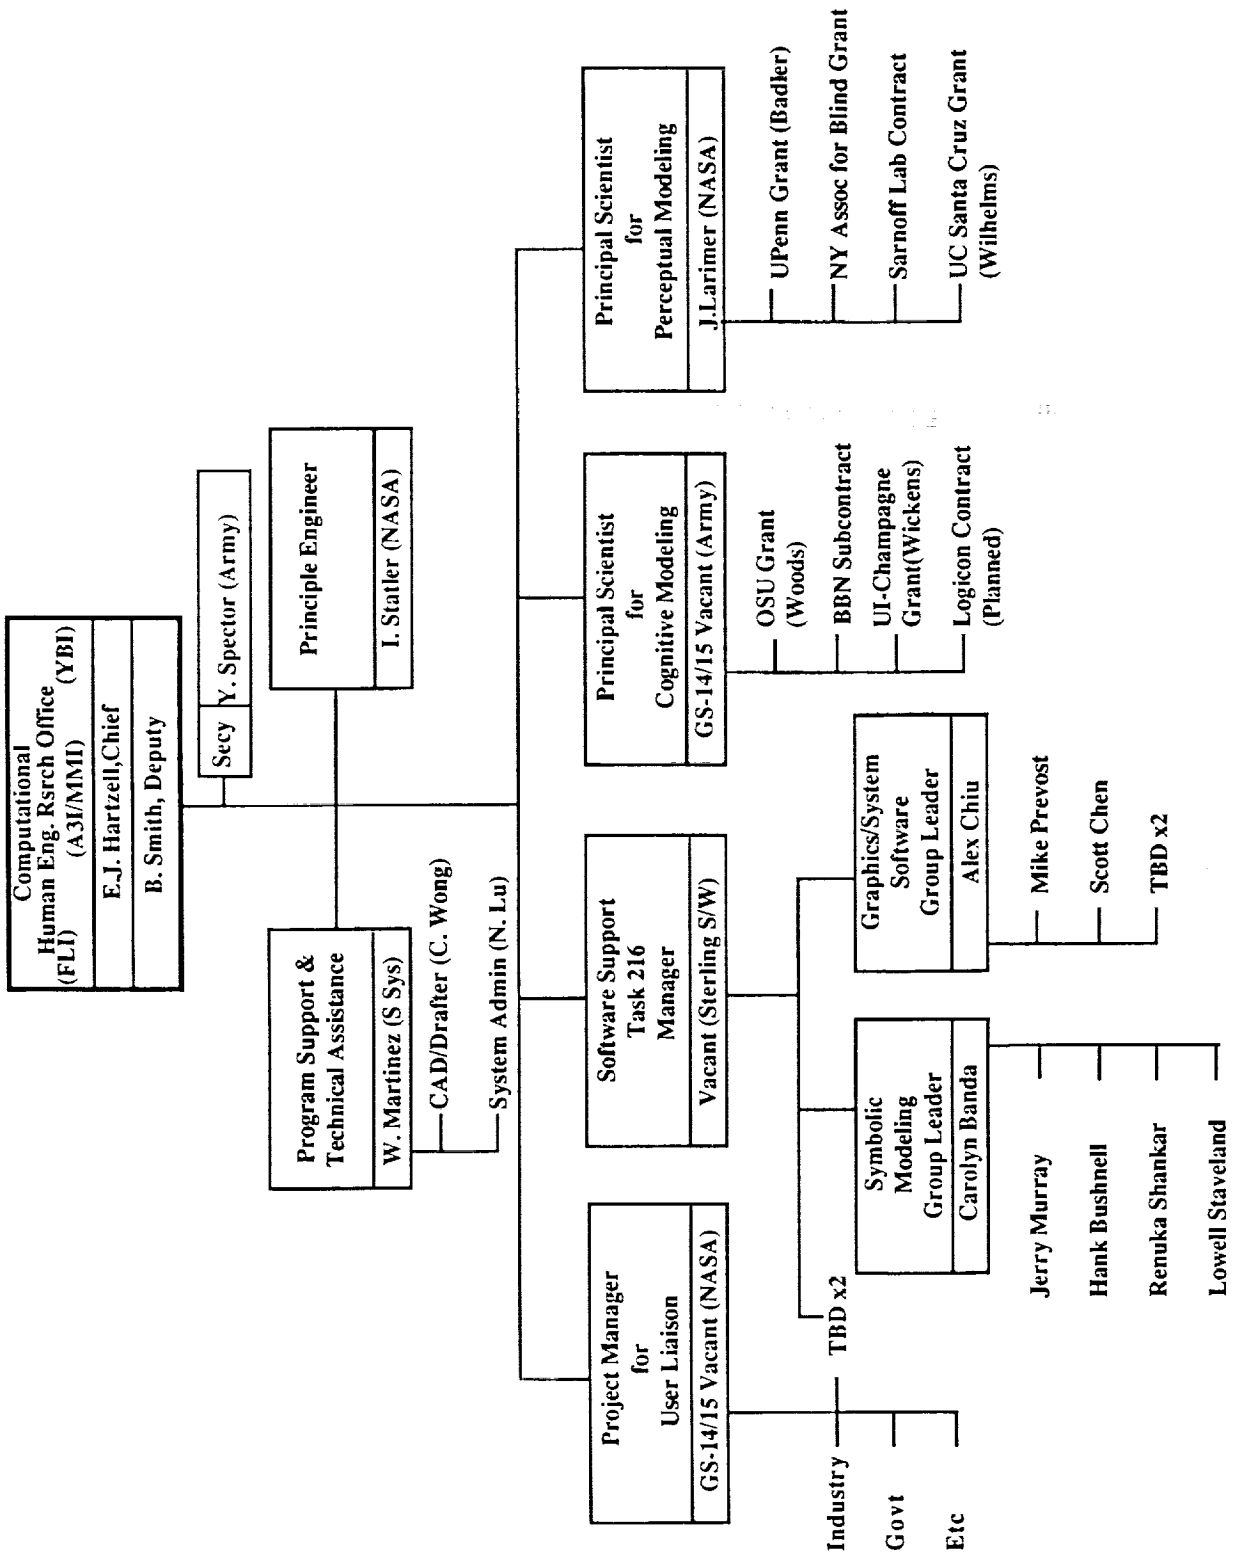 Computational
Human Eng. Rsrch Office
(FLI) (A3I/MMI) (YBI)
E.J. Hartzell,Chief
B. Smith, Deputy
Secy Y. Spector (Army)
Program Support &
Technical Assistance
W. Martinez (S Sys)
CAD/Drafter (C. Wong)
System Admin (N. Lu)
Principle Engineer
I. Statler (NASA)
Project Manager
for
User Liaison
GS-14/15 Vacant (NASA)
Industry
Govt
Etc
Software Support
Task 216
Manager
Vacant (Sterling S/W)
TBD x2
Symbolic
Modeling
Group Leader
Carolyn Banda
Jerry Murray
Hank Bushnell
Renuka Shankar
Lowell Staveland
Graphics/System
Software
Group Leader
Alex Chiu
Mike Prevost
Scott Chen
TBD x2
Principal Scientist
for
Cognitive Modeling
GS-14/15 Vacant (Army)
OSU Grant
(Woods)
BBN Subcontract
UI-Champagne
Grant(Wickens)
Logicon Contract
(Planned)
Principal Scientist
for
Perceptual Modeling
J.Larimer (NASA)
UPenn Grant (Badler)
NY Assoc for Blind Grant
Sarnoff Lab Contract
UC Santa Cruz Grant
(Wilhelms)